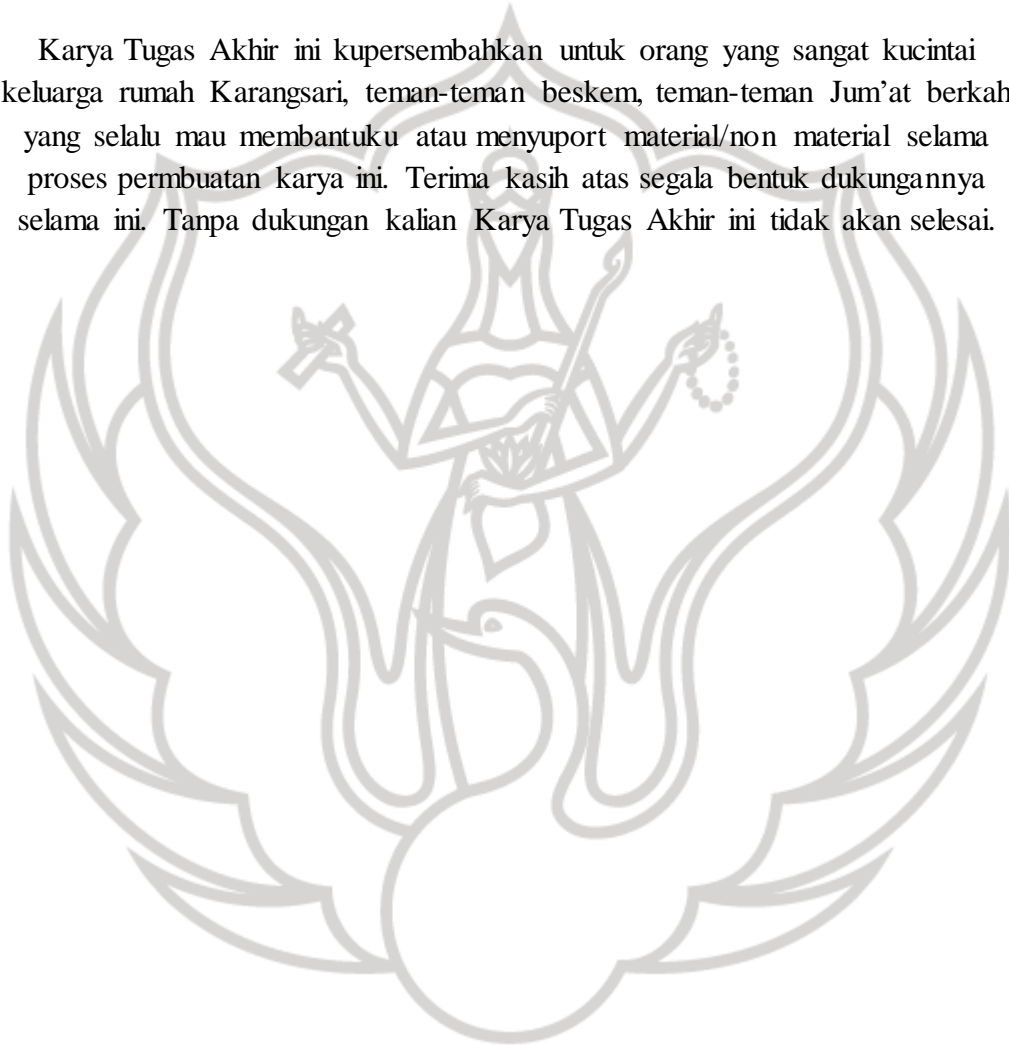 Karya Tugas Akhir ini kupersembahkan untuk orang yang sangat kucintai
keluarga rumah Karangsari, teman-teman beskem, teman-teman Jum’at berkah
yang selalu mau membantuku atau menyuport material/non material selama
proses permbuatan karya ini. Terima kasih atas segala bentuk dukungannya
selama ini. Tanpa dukungan kalian Karya Tugas Akhir ini tidak akan selesai.